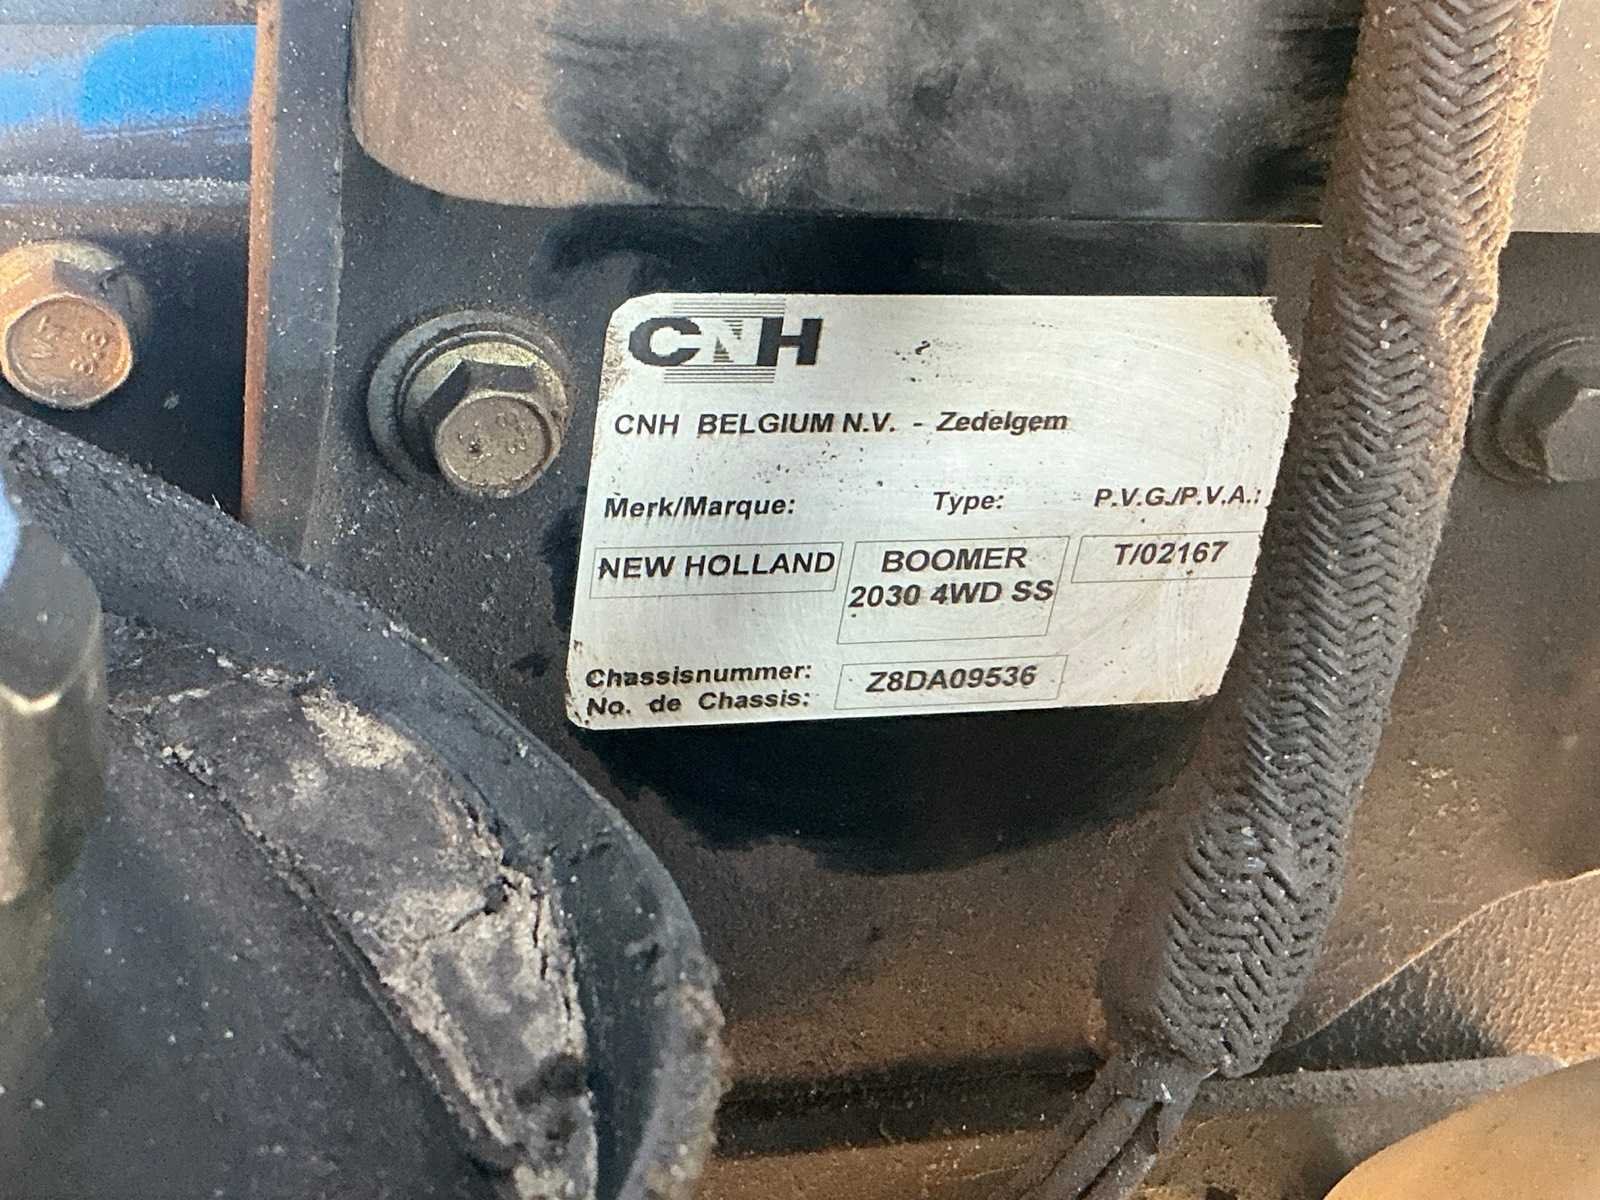 CNH
CNH BELGIUM N.V. - Zedelgem
Merk/Marque: Type: P.V.G./P.V.A.:
NEW HOLLAND BOOMER T/02167
2030 4WD SS
Chassisnummer: Z8DA09536
No. de Chassis: